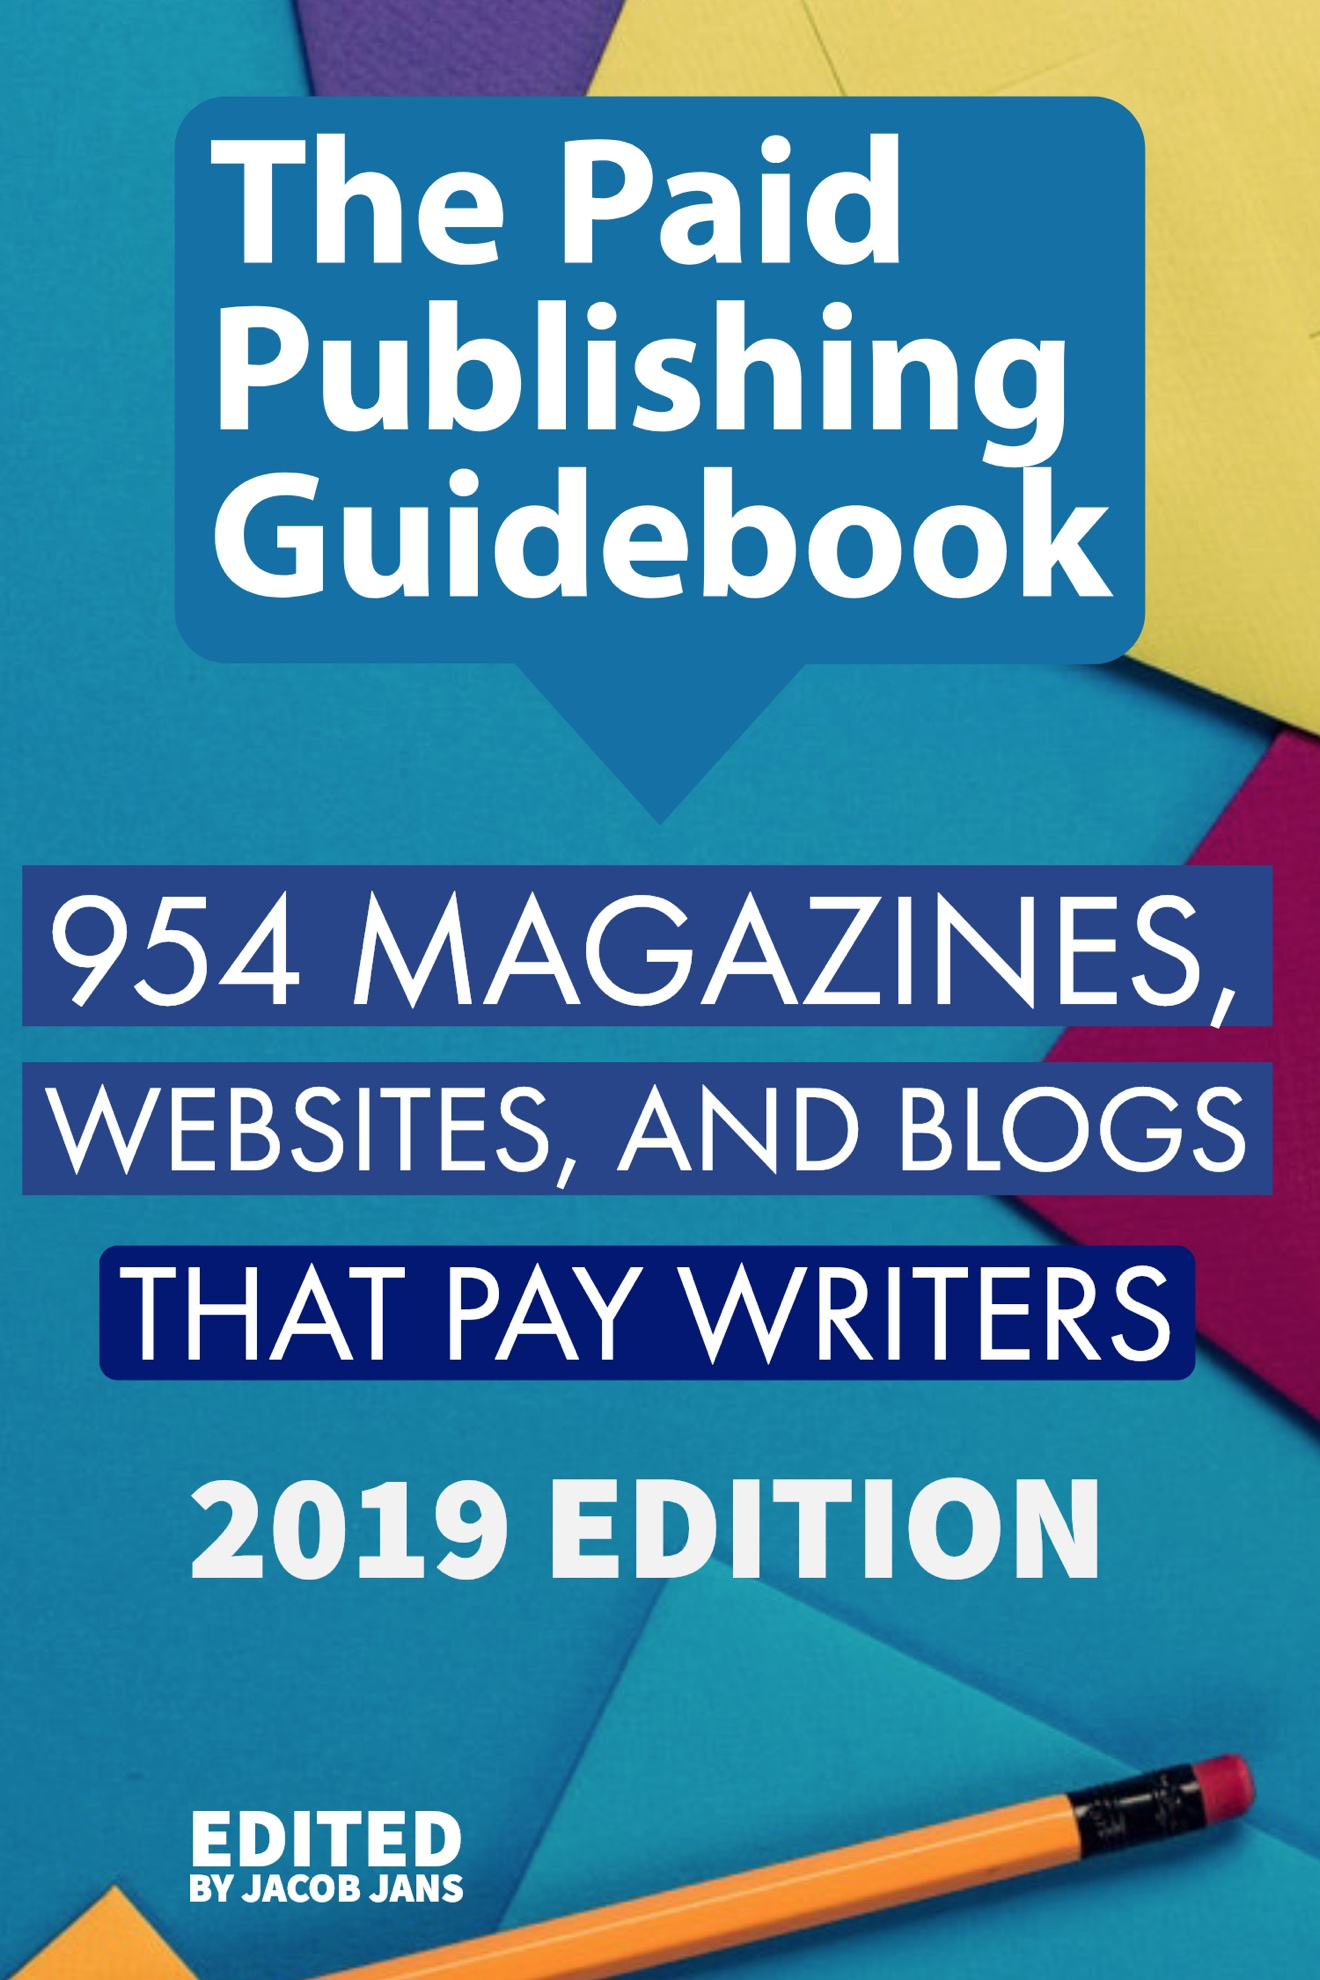 The Paid
Publishing
Guidebook
954 MAGAZINES,
WEBSITES, AND BLOGS
THAT PAY WRITERS
2019 EDITION
EDITED
BY JACOB JANS